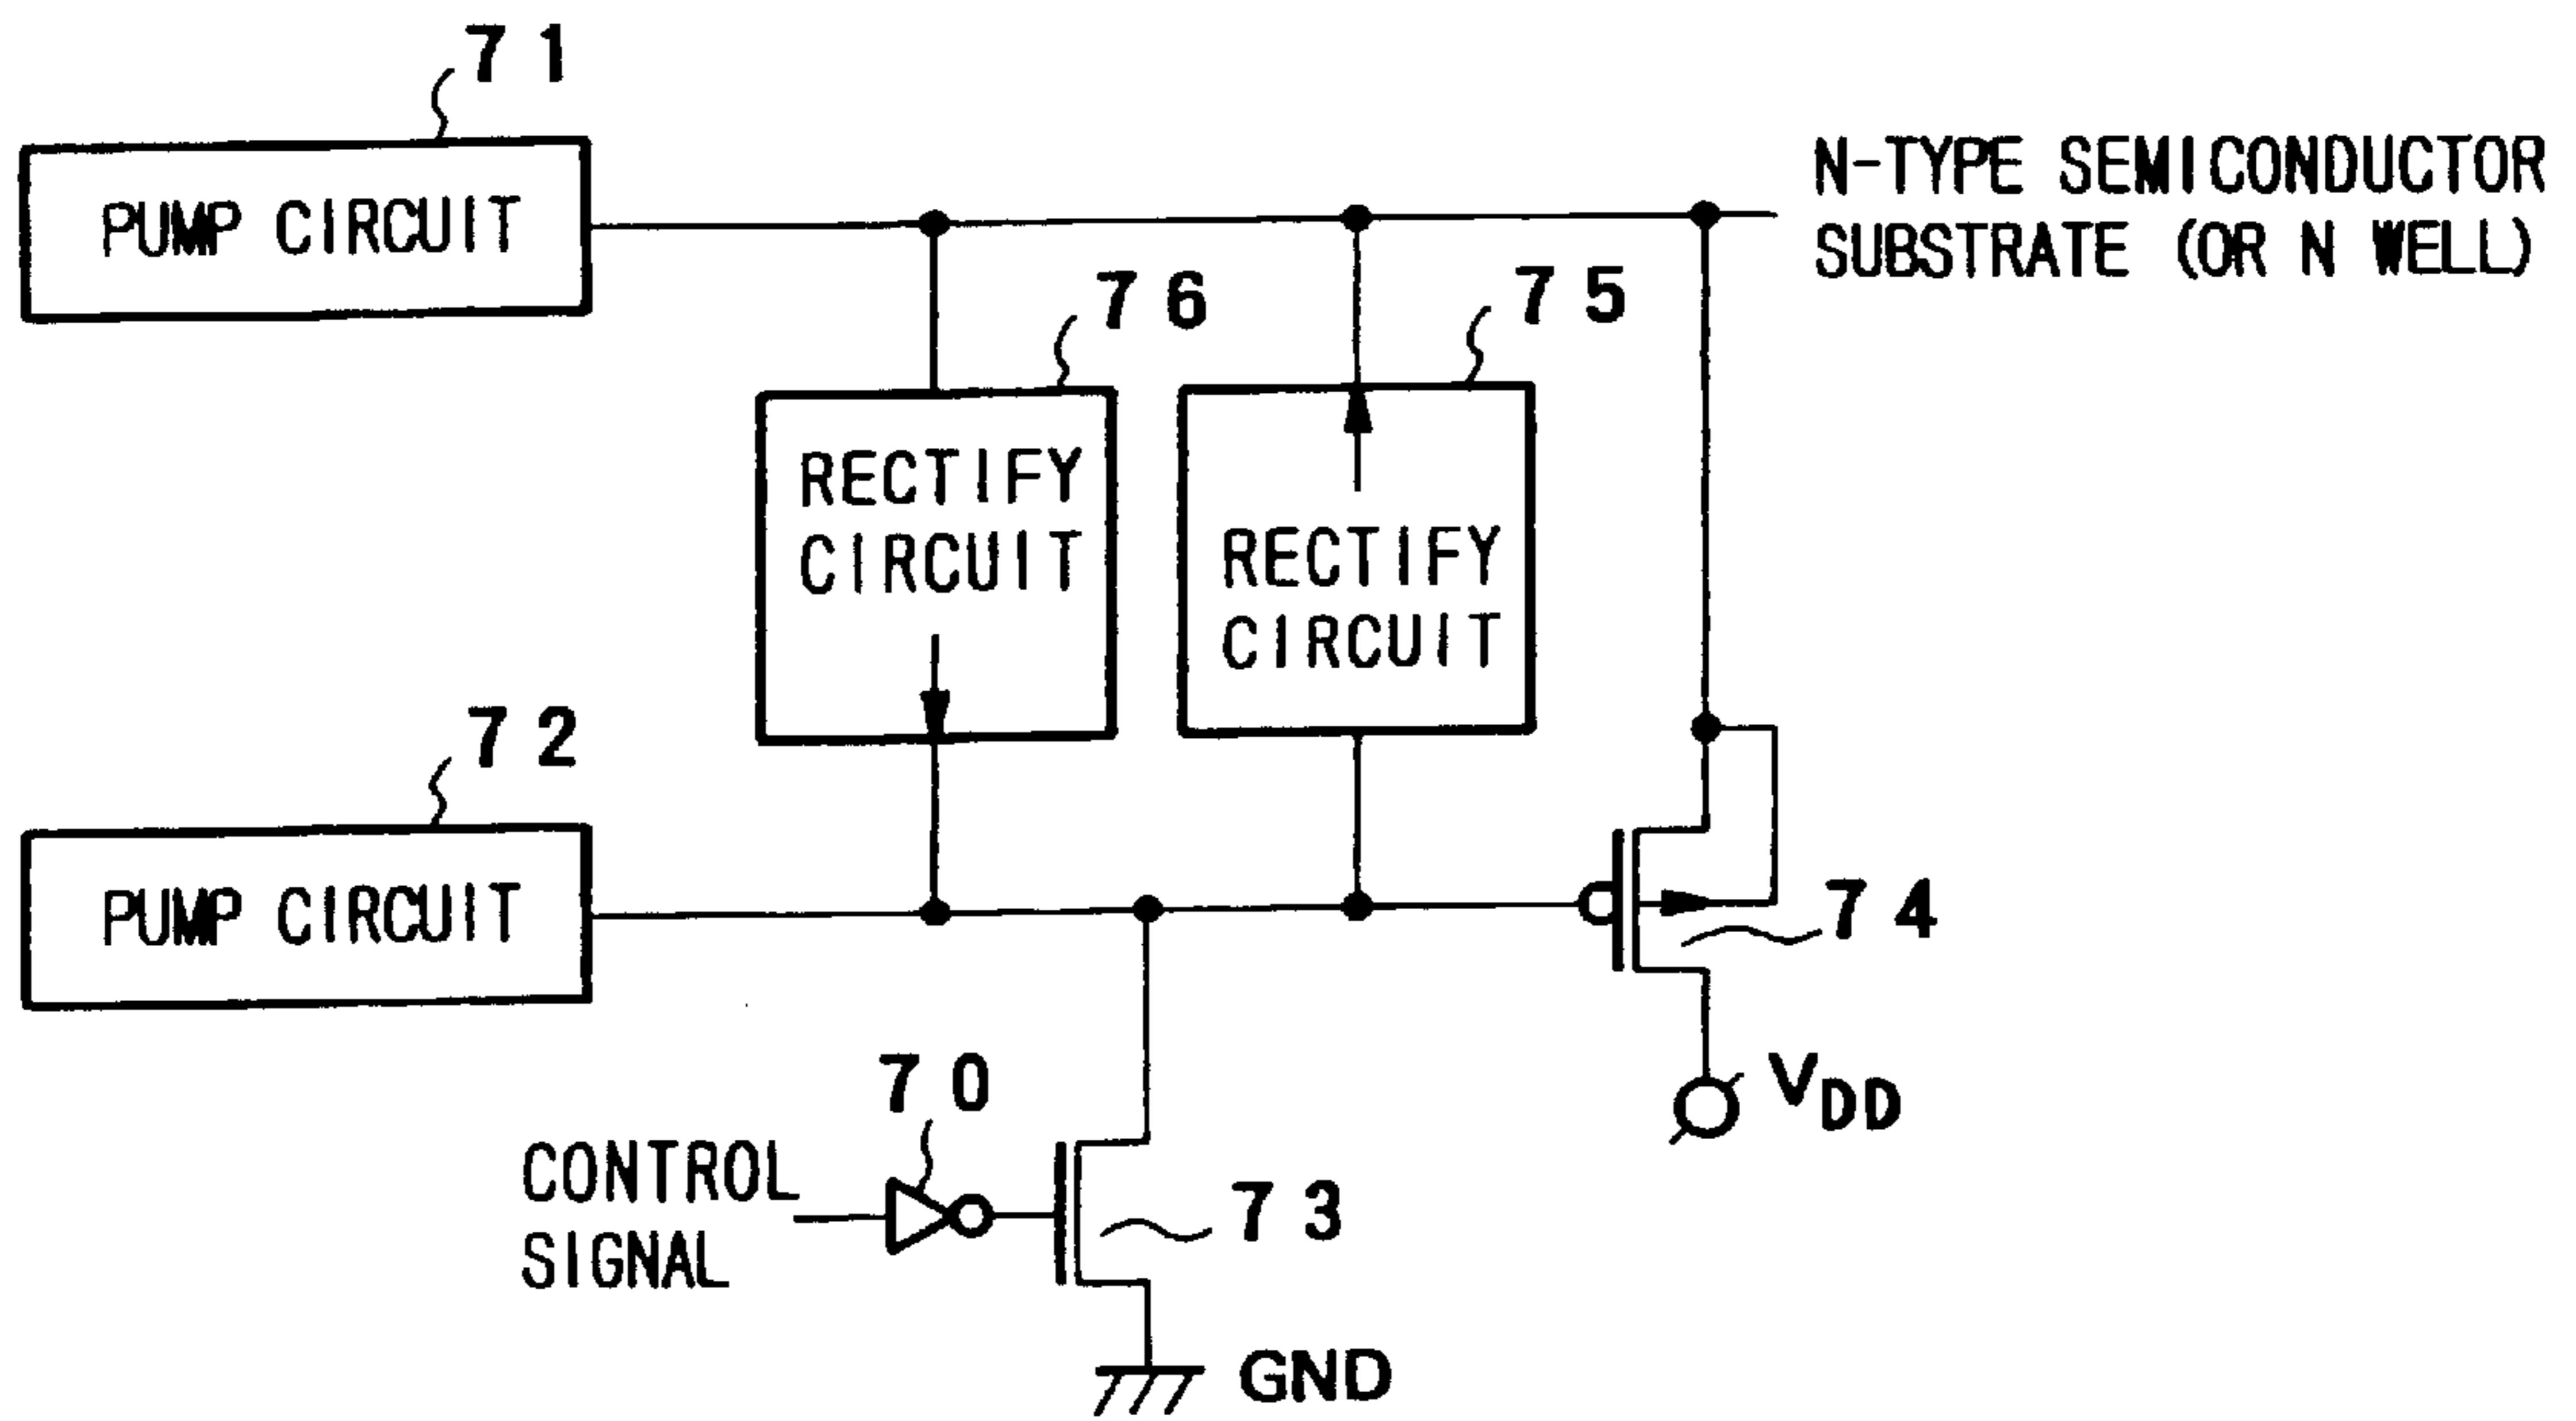 71
PUMP CIRCUIT
N-TYPE SEMICONDUCTOR
SUBSTRATE (OR N WELL)
76
75
RECTIFY
CIRCUIT
RECTIFY
CIRCUIT
72
PUMP CIRCUIT
74
70
VDD
CONTROL
SIGNAL
73
GND